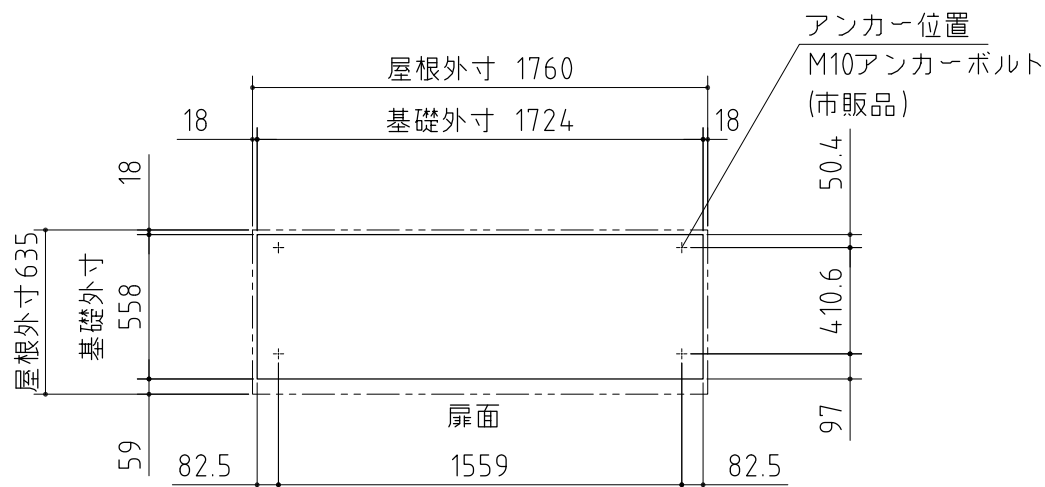 アンカー位置
屋根外寸 1760
M10アンカーボルト
(市販品)
18
基礎外寸 1724
18
18
50.4
屋根外寸635
基礎外寸
558
410.6
扉面
59
97
82.5
1559
82.5